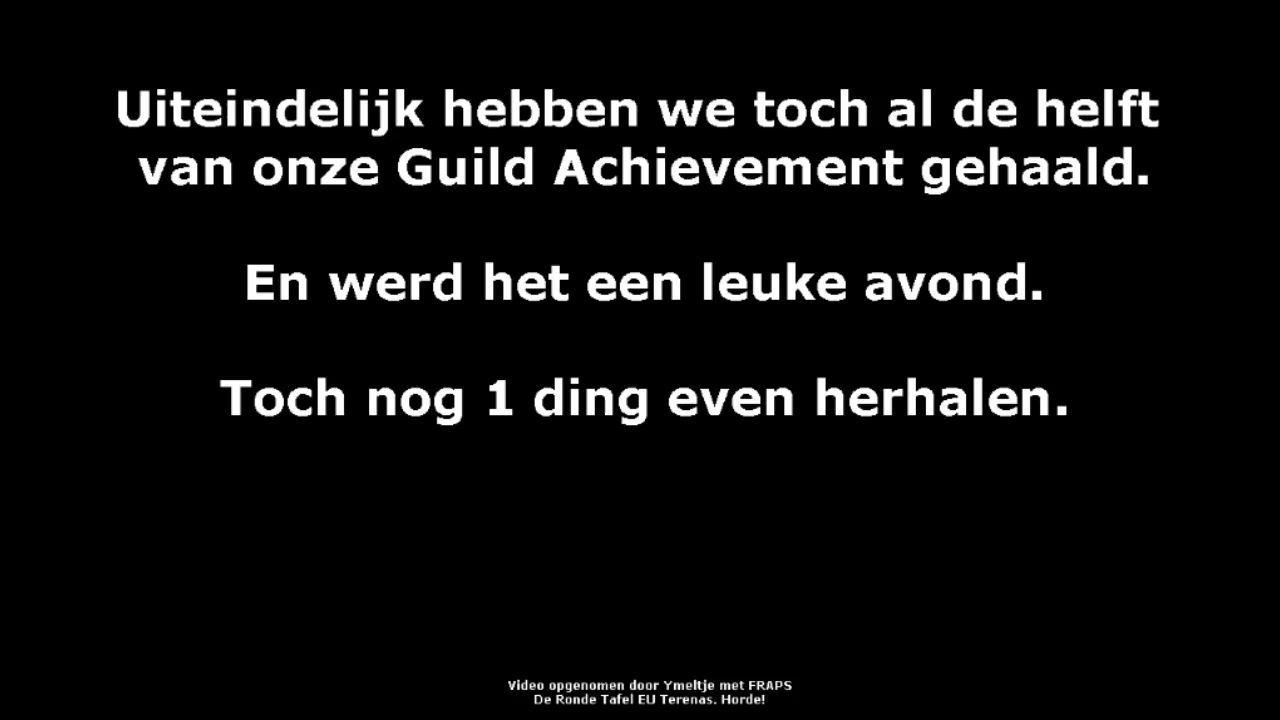 Uiteindelijk hebben we toch al de helft
van onze Guild Achievement gehaald.
En werd het een leuke avond.
Toch nog 1 ding even herhalen.
Video opgenomen door Ymeltje met FRAPS
De Ronde Tafel EU Terenas. Horde!